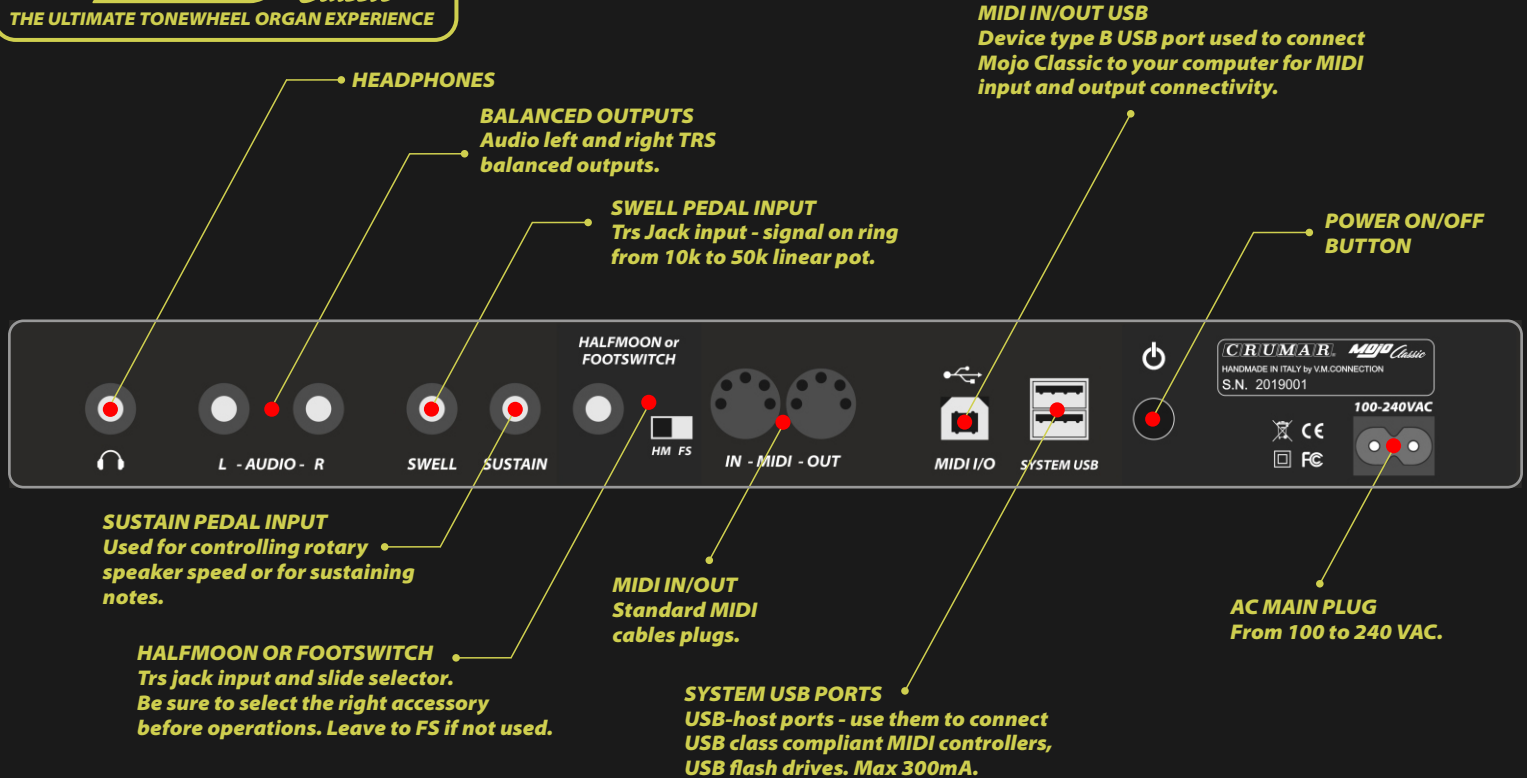 THE ULTIMATE TONEWHEEL ORGAN EXPERIENCE
MIDI IN/OUT USB
Device type B USB port used to connect
Mojo Classic to your computer for MIDI
input and output connectivity.
HEADPHONES
BALANCED OUTPUTS
Audio left and right TRS
balanced outputs.
SWELL PEDAL INPUT
Trs Jack input - signal on ring
from 10k to 50k linear pot.
POWER ON/OFF
BUTTON
HALFMOON or
FOOTSWITCH
CRUMAR. MOJO Classic
HANDMADE IN ITALY by V.M.CONNECTION
S.N. 2019001
100-240VAC
CE
FC
HM FS
L - AUDIO - R
SWELL
SUSTAIN
IN - MIDI - OUT
MIDI I/O
SYSTEM USB
SUSTAIN PEDAL INPUT
Used for controlling rotary
speaker speed or for sustaining
notes.
MIDI IN/OUT
Standard MIDI
cables plugs.
AC MAIN PLUG
From 100 to 240 VAC.
HALFMOON OR FOOTSWITCH
Trs jack input and slide selector.
Be sure to select the right accessory
before operations. Leave to FS if not used.
SYSTEM USB PORTS
USB-host ports - use them to connect
USB class compliant MIDI controllers,
USB flash drives. Max 300mA.